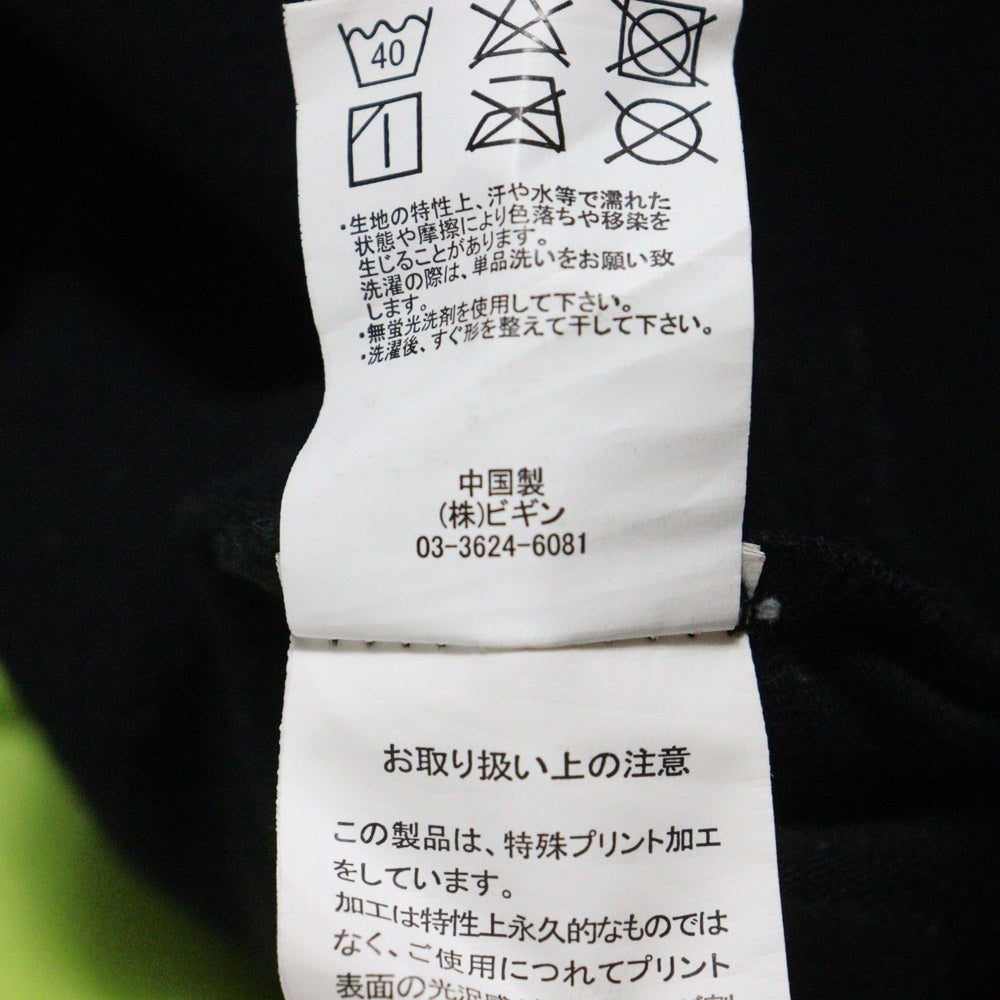 40
・生地の特性上、汗や水等で濡れた
状態や摩擦により色落ちや移染を
生じることがあります。
洗濯の際は、単品洗いをお願い致
します。
・無蛍光洗剤を使用して下さい。
・洗濯後、すぐ形を整えて干して下さい。
中国製
(株)ビギン
03-3624-6081
お取り扱い上の注意
この製品は、特殊プリント加工
をしています。
加工は特性上永久的なものでは
なく、ご使用につれてプリント
表面の光沢感